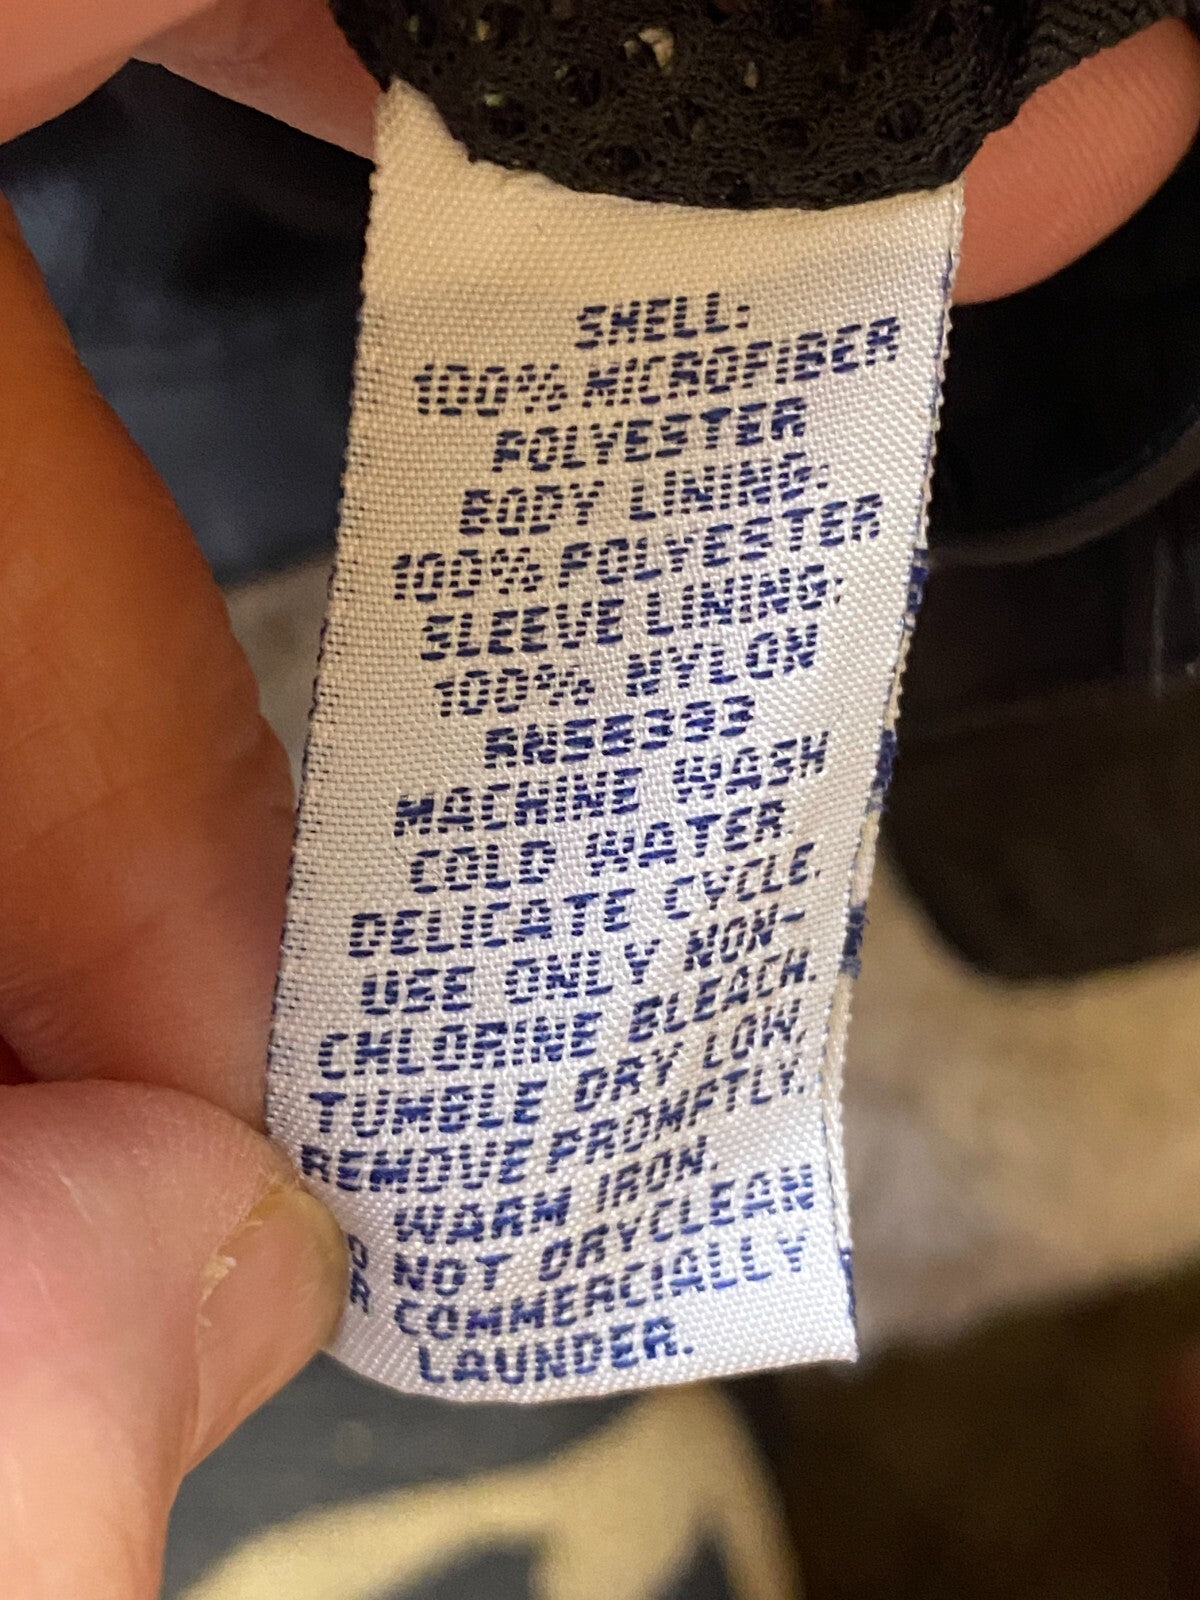 SHELL:
100% MICROFIBER
POLYESTER
BODY LINING:
100% POLYESTER
SLEEVE LINING:
100% NYLON
RN56393
MACHINE WASH
COLD WATER.
DELICATE CYCLE.
USE ONLY NON-
CHLORINE BLEACH.
TUMBLE DRY LOW.
REMOVE PROMPTLY.
WARM IRON.
O NOT DRYCLEAN
R COMMERCIALLY
LAUNDER.